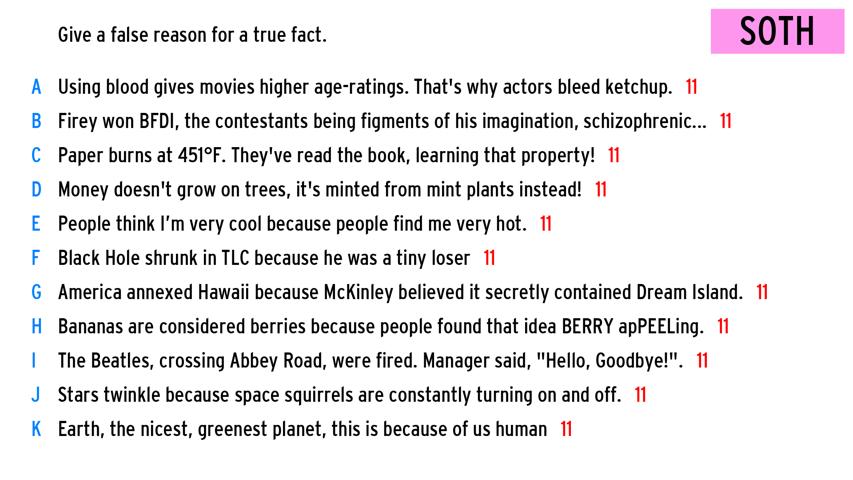 Give a false reason for a true fact.
SOTH
A Using blood gives movies higher age-ratings. That's why actors bleed ketchup. 11
B Firey won BFDI, the contestants being figments of his imagination, schizophrenic... 11
C Paper burns at 451°F. They've read the book, learning that property! 11
D Money doesn't grow on trees, it's minted from mint plants instead! 11
E People think I'm very cool because people find me very hot. 11
F Black Hole shrunk in TLC because he was a tiny loser 11
G America annexed Hawaii because McKinley believed it secretly contained Dream Island. 11
H Bananas are considered berries because people found that idea BERRY apPEELing. 11
I The Beatles, crossing Abbey Road, were fired. Manager said, "Hello, Goodbye!". 11
J Stars twinkle because space squirrels are constantly turning on and off. 11
K Earth, the nicest, greenest planet, this is because of us human 11